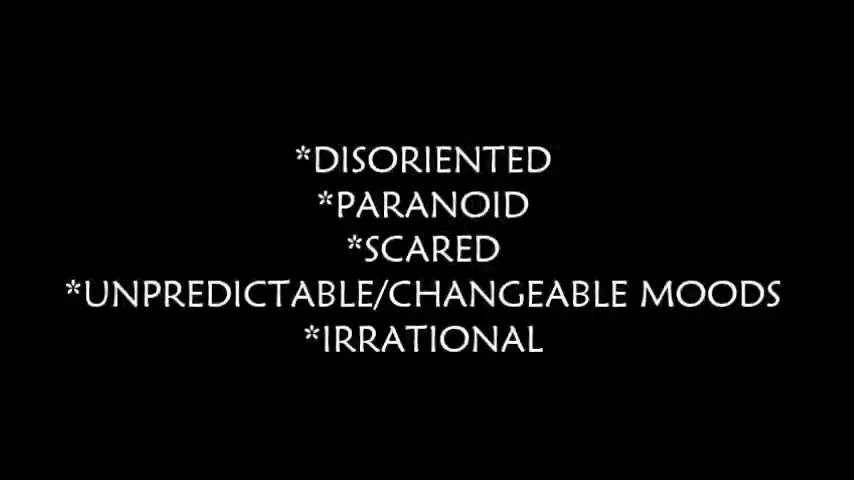 *DISORIENTED
*PARANOID
*SCARED
*UNPREDICTABLE/CHANGEABLE MOODS
*IRRATIONAL